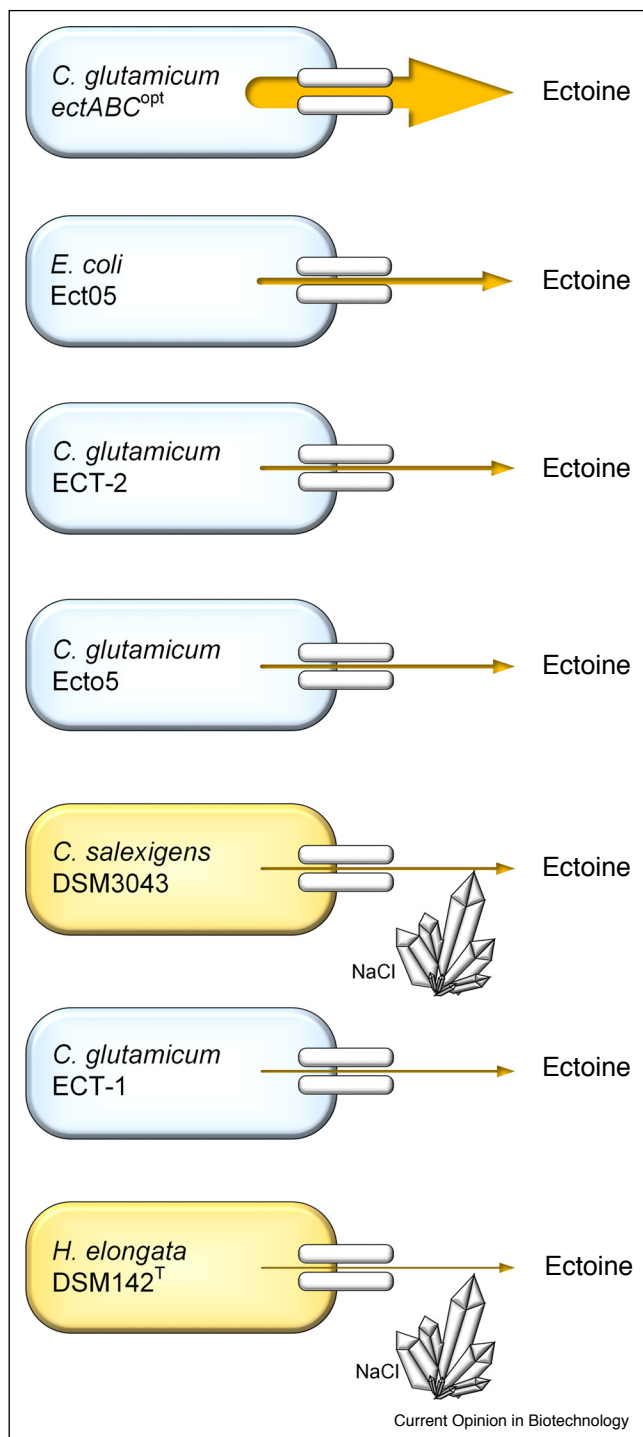 C. glutamicum
ectABC^opt
Ectoine
E. coli
Ect05
Ectoine
C. glutamicum
ECT-2
Ectoine
C. glutamicum
Ecto5
Ectoine
C. salexigens
DSM3043
Ectoine
NaCl
C. glutamicum
ECT-1
Ectoine
H. elongata
DSM142^T
Ectoine
NaCl
Current Opinion in Biotechnology